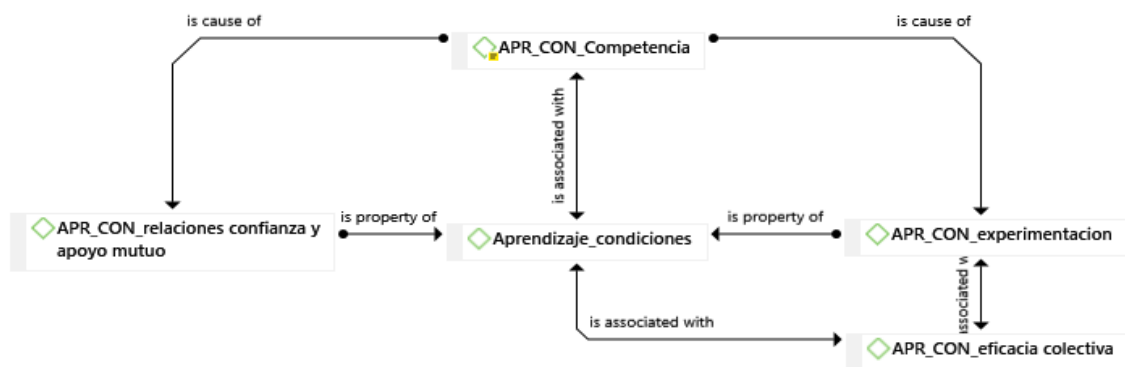 is cause of
is cause of
APR_CON_Competencia
is associated with
APR_CON_relaciones confianza y
apoyo mutuo
is property of
Aprendizaje_condiciones
is property of
APR_CON_experimentacion
is associated with
APR_CON_eficacia colectiva